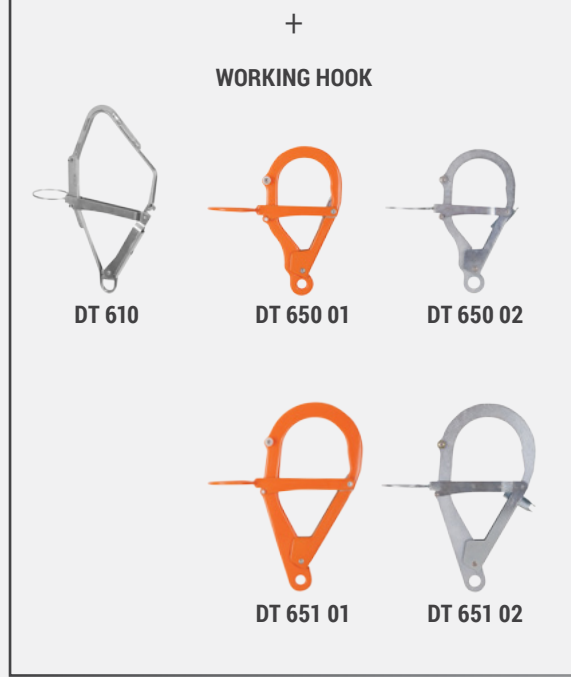 +
WORKING HOOK
DT 610
DT 650 01
DT 650 02
DT 651 01
DT 651 02